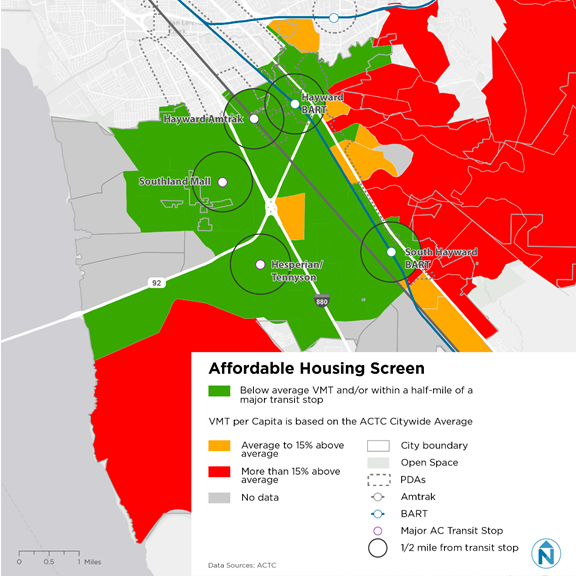 San Lore
Hayward
BART
Hayward Amtrak
Southland Mall
South Hayward
BART
Hesperian/
Tennyson
92
880
Affordable Housing Screen
Below average VMT and/or within a half-mile of a
major transit stop
VMT per Capita is based on the ACTC Citywide Average
Average to 15% above
average
More than 15% above
average
No data
City boundary
Open Space
PDAs
Amtrak
BART
Major AC Transit Stop
1/2 mile from transit stop
0 0.5 1 Miles
Data Sources: ACTC
N